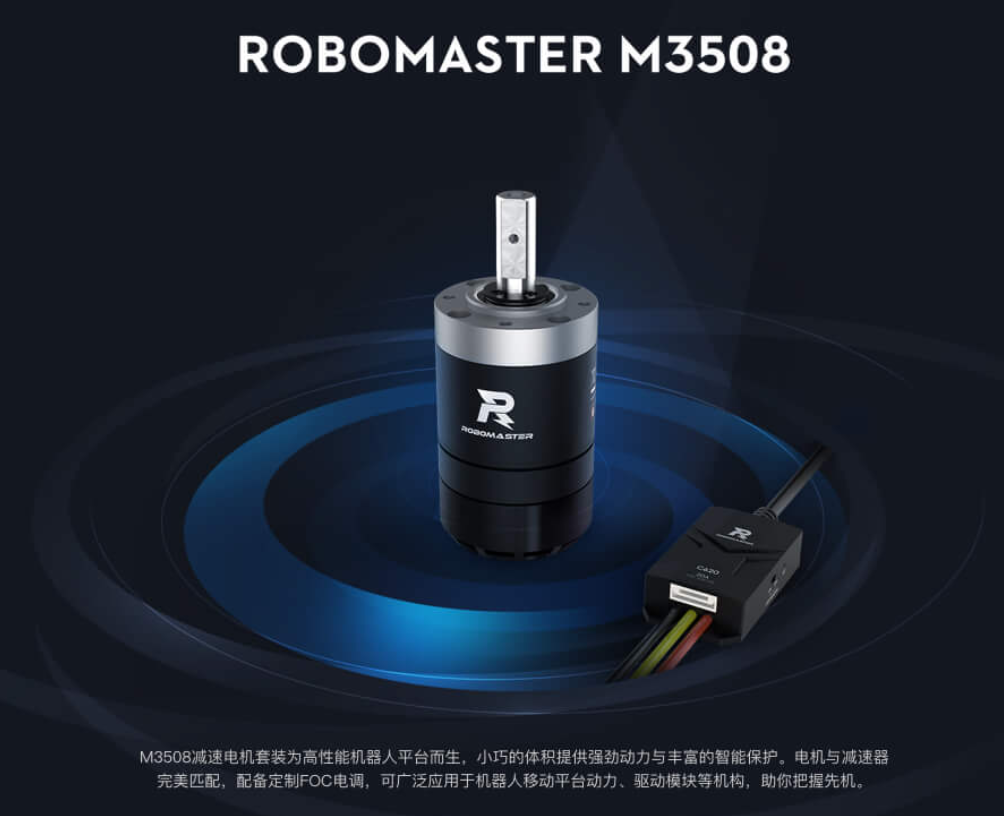 ROBOMASTER M3508
ROBOMASTER
C620
20A
M3508减速电机套装为高性能机器人平台而生，小巧的体积提供强劲动力与丰富的智能保护。电机与减速器
完美匹配，配备定制FOC电调，可广泛应用于机器人移动平台动力、驱动模块等机构，助你把握先机。